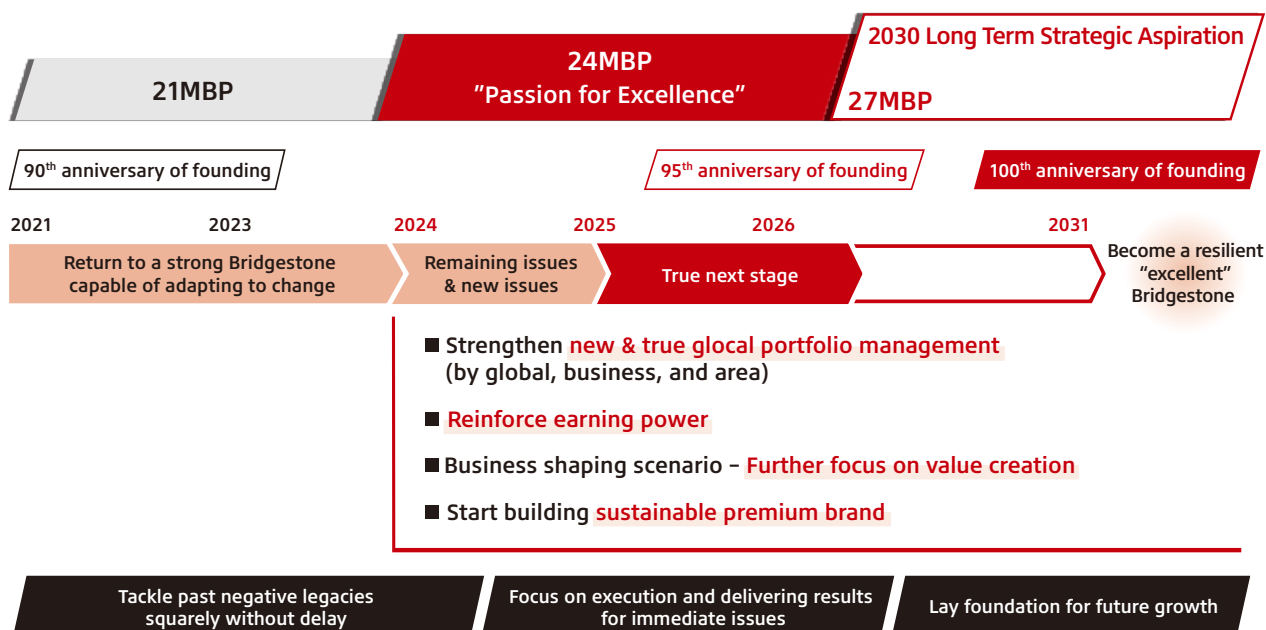 21MBP
24MBP
”Passion for Excellence”
2030 Long Term Strategic Aspiration
27MBP
90th anniversary of founding
95th anniversary of founding
100th anniversary of founding
2021
2023
2024
2025
2026
2031
Return to a strong Bridgestone
capable of adapting to change
Remaining issues
& new issues
True next stage
Become a resilient
“excellent”
Bridgestone
■ Strengthen new & true glocal portfolio management
(by global, business, and area)
■ Reinforce earning power
■ Business shaping scenario – Further focus on value creation
■ Start building sustainable premium brand
Tackle past negative legacies
squarely without delay
Focus on execution and delivering results
for immediate issues
Lay foundation for future growth